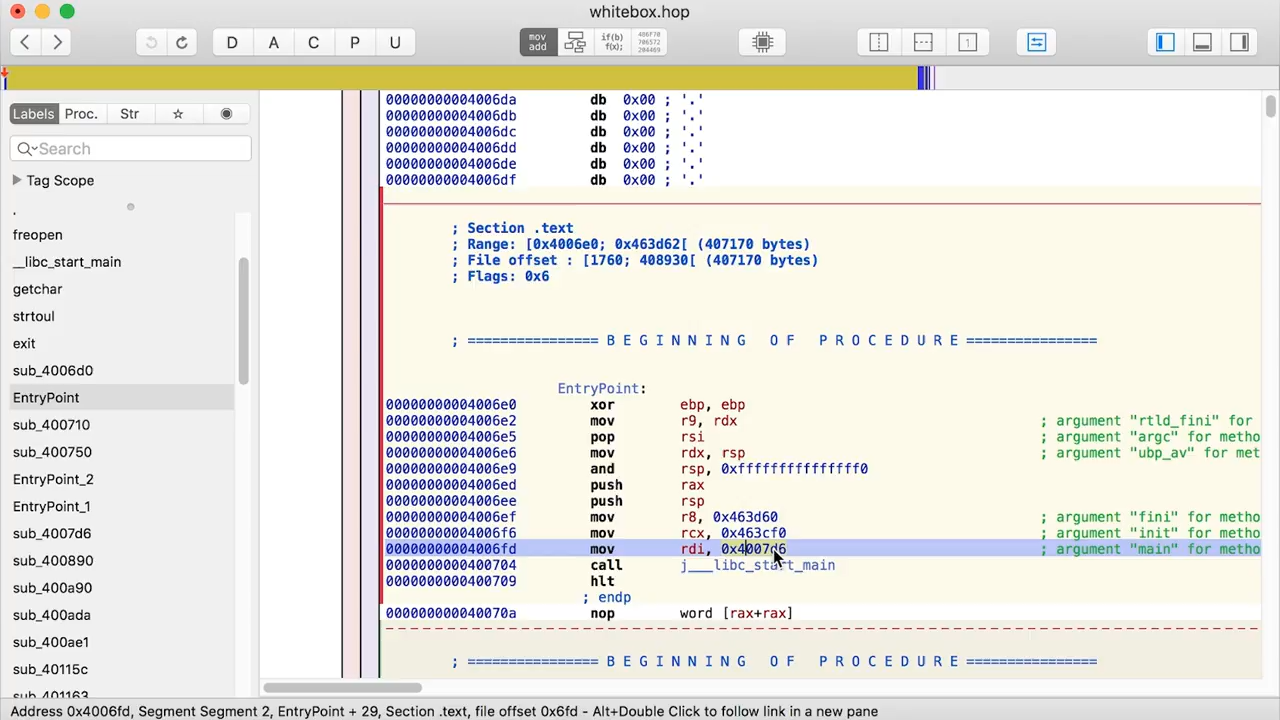 whitebox.hop
D A C P U
mov add
if(b) f(x);
Labels Proc. Str
Search
Tag Scope
.
freopen
__libc_start_main
getchar
strtoul
exit
sub_4006d0
EntryPoint
sub_400710
sub_400750
EntryPoint_2
EntryPoint_1
sub_4007d6
sub_400890
sub_400a90
sub_400ada
sub_400ae1
sub_40115c
sub_401163
00000000004006da db 0x00 ; '.'
00000000004006db db 0x00 ; '.'
00000000004006dc db 0x00 ; '.'
00000000004006dd db 0x00 ; '.'
00000000004006de db 0x00 ; '.'
00000000004006df db 0x00 ; '.'
; Section .text
; Range: [0x4006e0; 0x463d62[ (407170 bytes)
; File offset : [1760; 408930[ (407170 bytes)
; Flags: 0x6
; ================ B E G I N N I N G   O F   P R O C E D U R E ================
EntryPoint:
00000000004006e0 xor ebp, ebp
00000000004006e2 mov r9, rdx ; argument "rtld_fini" for
00000000004006e5 pop rsi ; argument "argc" for metho
00000000004006e6 mov rdx, rsp ; argument "ubp_av" for met
00000000004006e9 and rsp, 0xfffffffffffffff0
00000000004006ed push rax
00000000004006ee push rsp
00000000004006ef mov r8, 0x463d60 ; argument "fini" for metho
00000000004006f6 mov rcx, 0x463cf0 ; argument "init" for metho
00000000004006fd mov rdi, 0x4007d6 ; argument "main" for metho
0000000000400704 call j___libc_start_main
0000000000400709 hlt
; endp
000000000040070a nop word [rax+rax]
; ================ B E G I N N I N G   O F   P R O C E D U R E ================
Address 0x4006fd, Segment Segment 2, EntryPoint + 29, Section .text, file offset 0x6fd - Alt+Double Click to follow link in a new pane